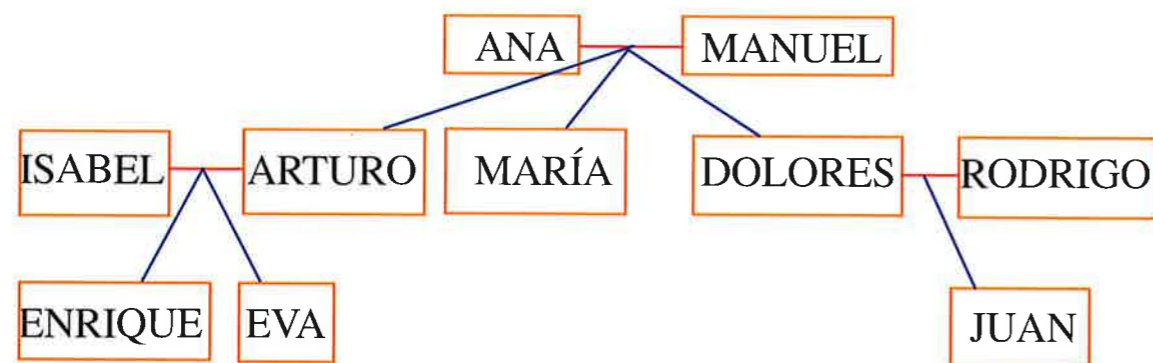 ANA MANUEL
ISABEL ARTURO MARÍA DOLORES RODRIGO
ENRIQUE EVA JUAN